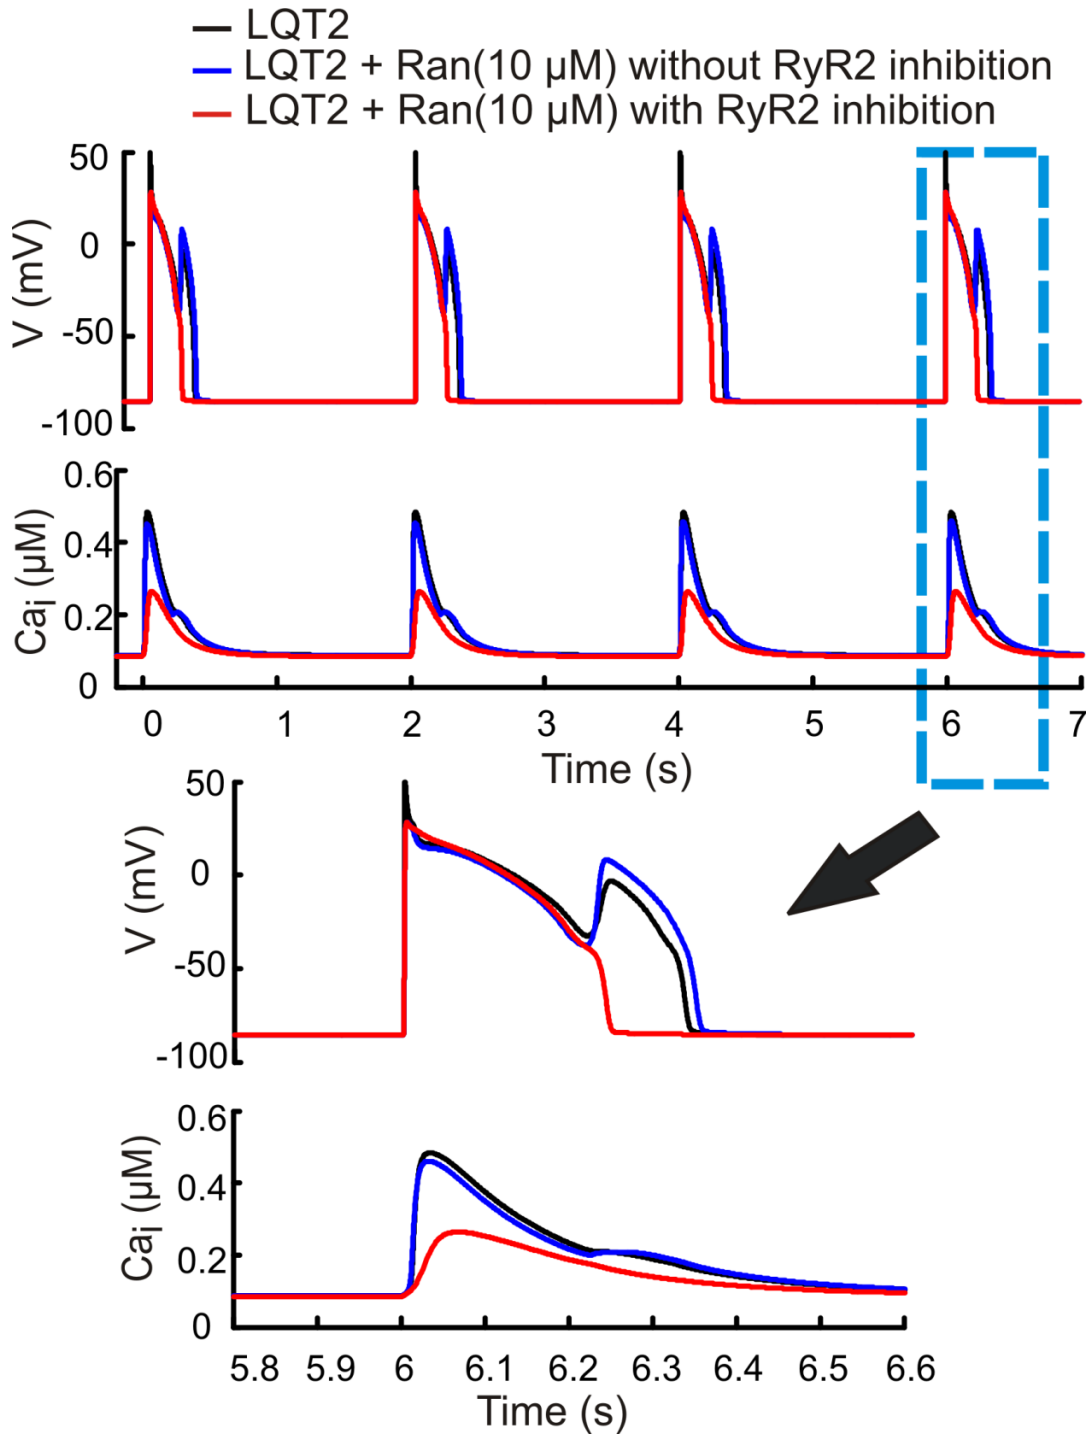 LQT2
LQT2 + Ran(10 µM) without RyR2 inhibition
LQT2 + Ran(10 µM) with RyR2 inhibition
50
0
-50
-100
V (mV)
0.6
0.4
0.2
0
Cai (µM)
0 1 2 3 4 5 6 7
Time (s)
50
0
-50
-100
V (mV)
0.6
0.4
0.2
0
Cai (µM)
5.8 5.9 6 6.1 6.2 6.3 6.4 6.5 6.6
Time (s)